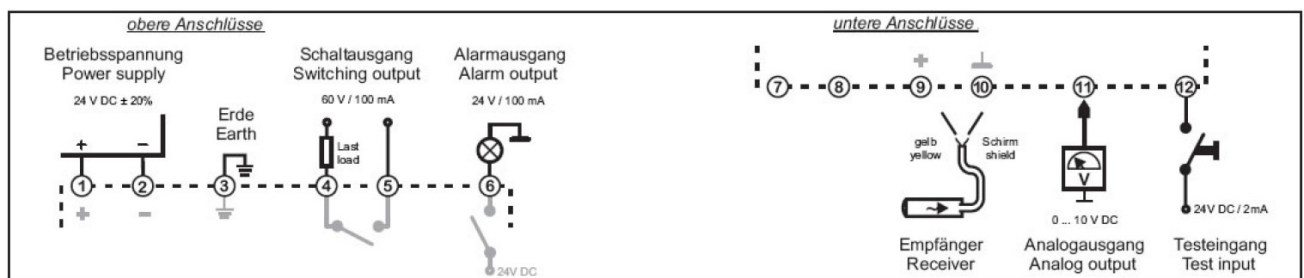 obere Anschlüsse
Betriebsspannung
Power supply
24 V DC ± 20%
Erde
Earth
Schaltausgang
Switching output
60 V / 100 mA
Last
load
Alarmausgang
Alarm output
24 V / 100 mA
+ −
1 2 3 4 5 6
+ −
24V DC
untere Anschlüsse
+
7 8 9 10 11 12
gelb
yellow
Schirm
shield
V
0 ... 10 V DC
24V DC / 2mA
Empfänger
Receiver
Analogausgang
Analog output
Testeingang
Test input